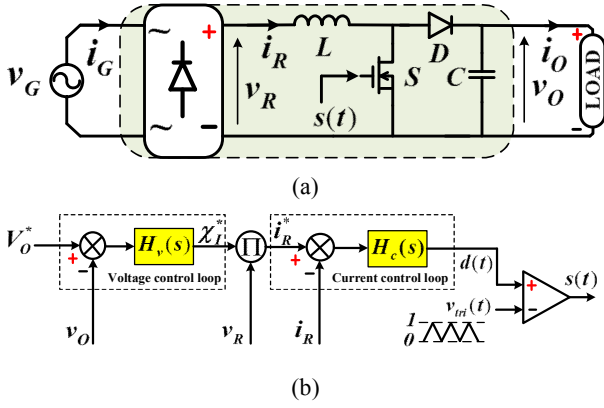 i_G
~
+
i_R
L
D
i_O
+
v_G
v_R
S
C
v_O
LOAD
s(t)
~
-
-
(a)
V_O^*
+
-
H_v(s)
χ_I^*
Π
i_R^*
+
-
H_c(s)
d(t)
+
-
s(t)
Voltage control loop
Current control loop
v_tri(t)
1
0
v_O
v_R
i_R
(b)